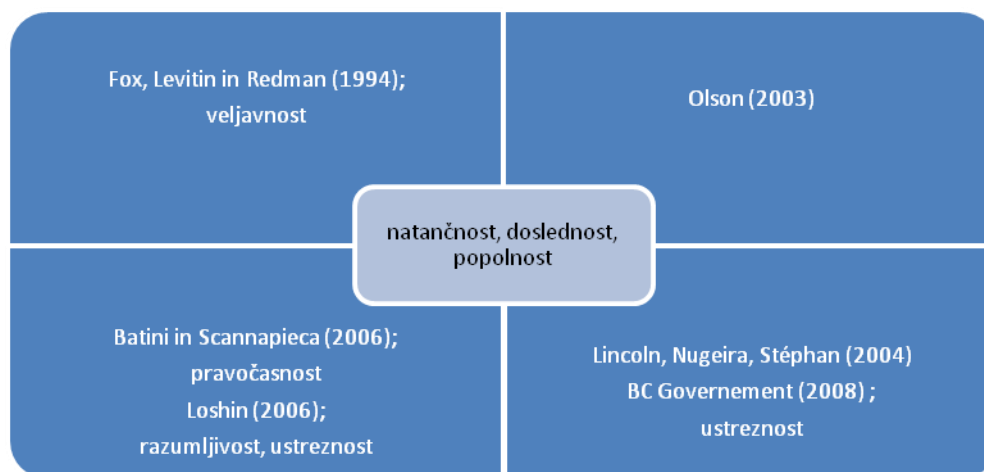 Fox, Levitin in Redman (1994);
veljavnost
Olson (2003)
natančnost, doslednost,
popolnost
Batini in Scannapieca (2006);
pravočasnost
Loshin (2006);
razumljivost, ustreznost
Lincoln, Nugeira, Stéphan (2004)
BC Governement (2008) ;
ustreznost